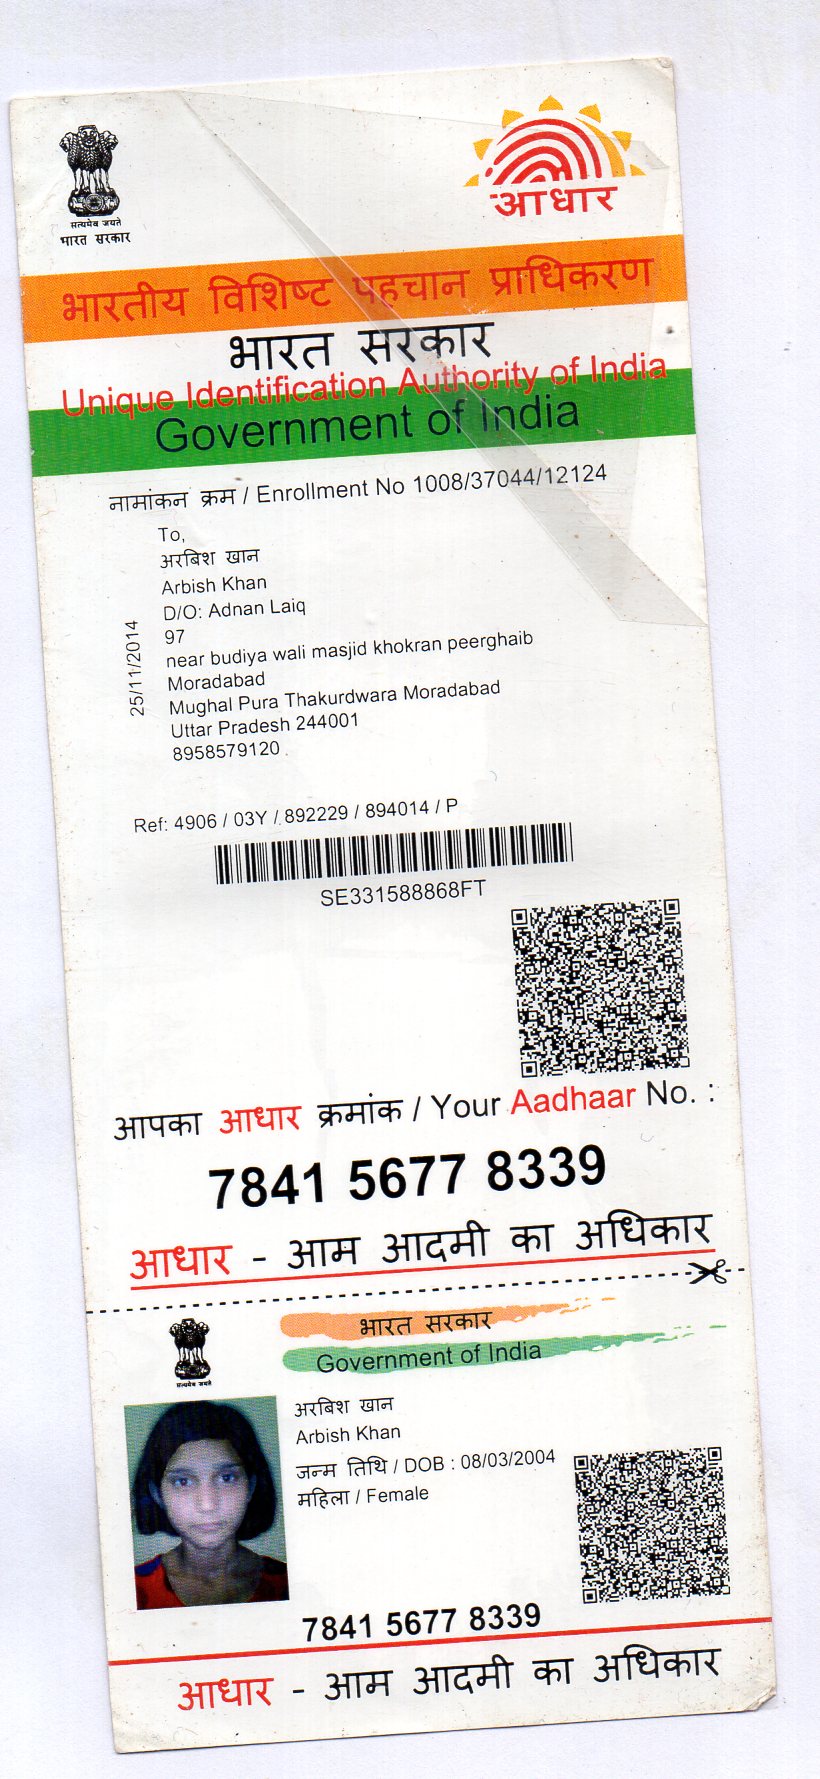 सत्यमेव जयते
भारत सरकार
आधार
भारतीय विशिष्ट पहचान प्राधिकरण
भारत सरकार
Unique Identification Authority of India
Government of India
नामांकन क्रम / Enrollment No 1008/37044/12124
To,
अरबिश खान
Arbish Khan
D/O: Adnan Laiq
97
near budiya wali masjid khokran peerghaib
Moradabad
Mughal Pura Thakurdwara Moradabad
Uttar Pradesh 244001
8958579120
25/11/2014
Ref: 4906 / 03Y / 892229 / 894014 / P
SE331588868FT
आपका आधार क्रमांक / Your Aadhaar No. :
7841 5677 8339
आधार - आम आदमी का अधिकार
भारत सरकार
Government of India
सत्यमेव जयते
अरबिश खान
Arbish Khan
जन्म तिथि / DOB : 08/03/2004
महिला / Female
7841 5677 8339
आधार - आम आदमी का अधिकार